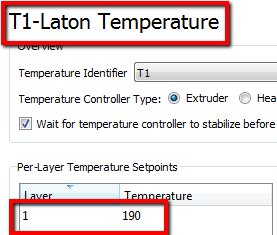 T1-Laton Temperature
Overview
Temperature Identifier T1
Temperature Controller Type: Extruder Hea
Wait for temperature controller to stabilize before
Per-Layer Temperature Setpoints
Layer Temperature
1 190